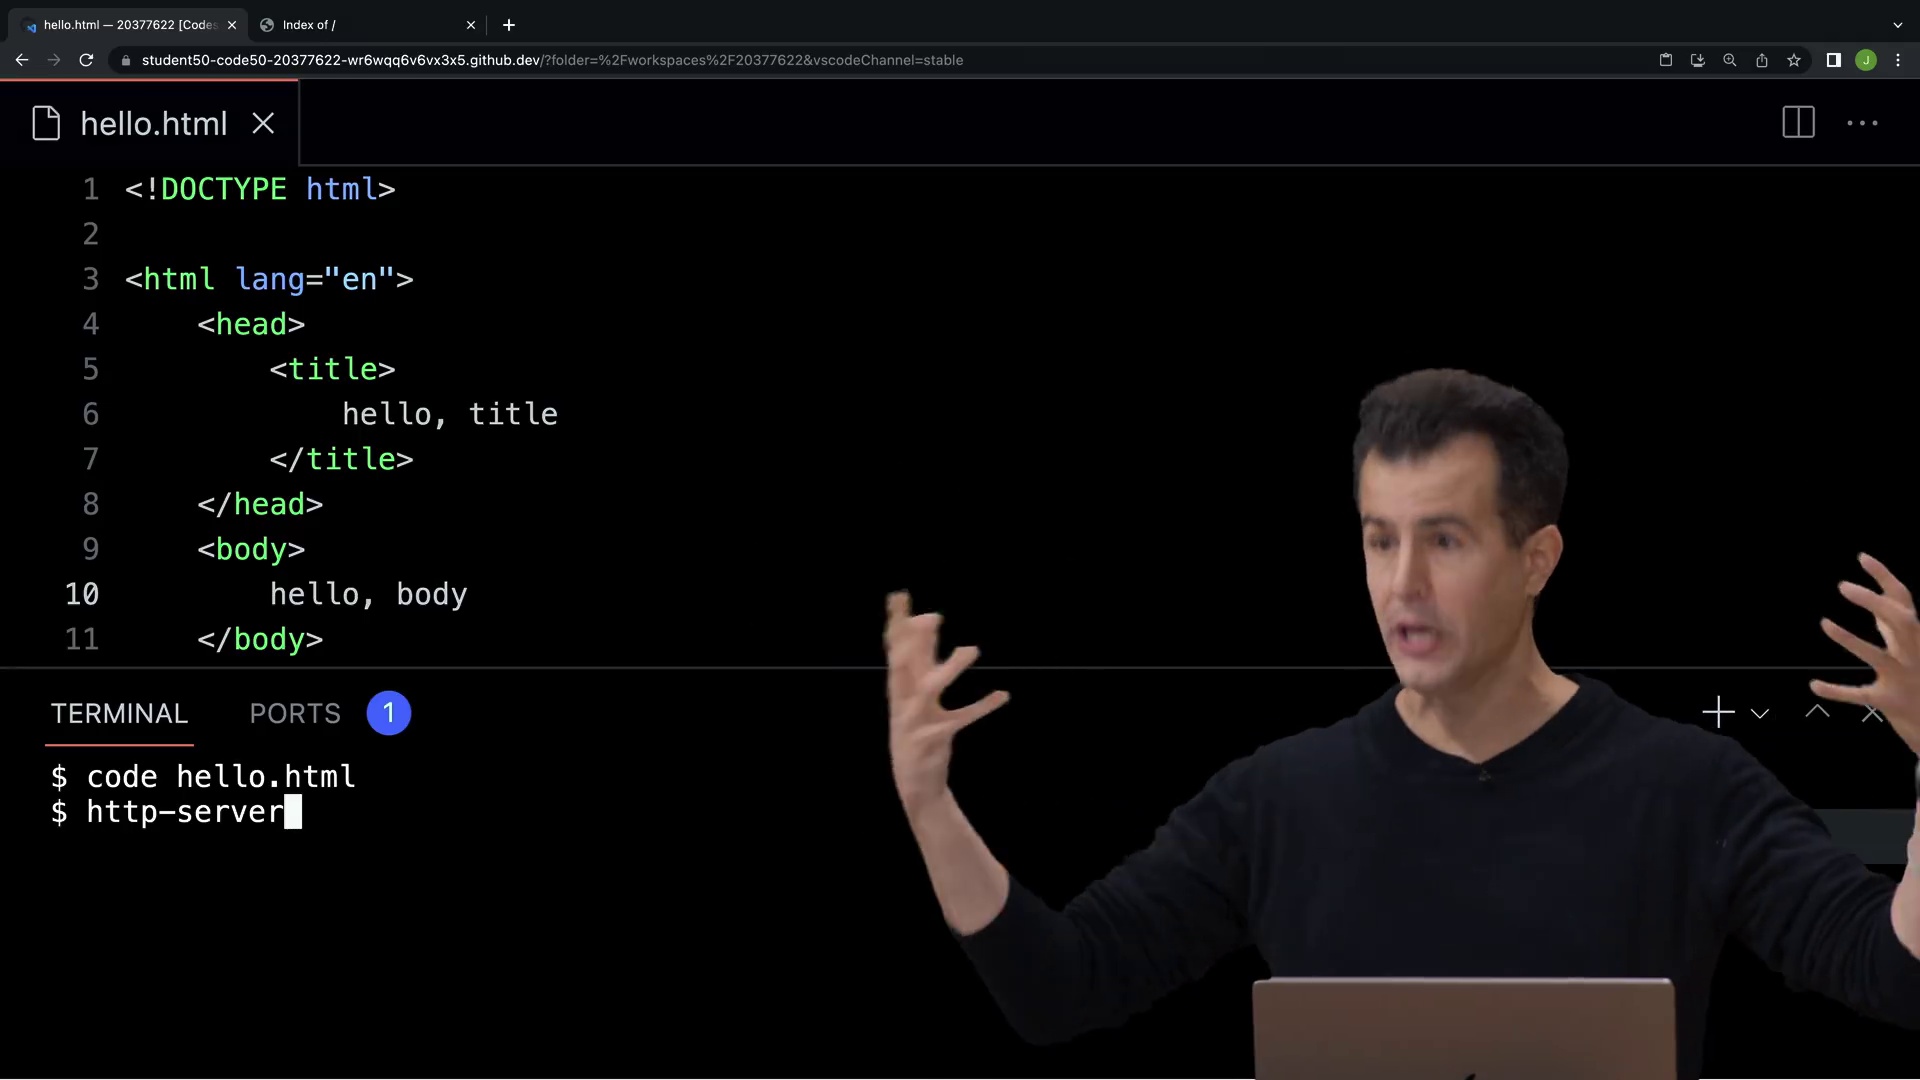 hello.html — 20377622 [Codes
Index of /
student50-code50-20377622-wr6wqq6v6vx3x5.github.dev/?folder=%2Fworkspaces%2F20377622&vscodeChannel=stable
J
hello.html
1 <!DOCTYPE html>
2
3 <html lang="en">
4 <head>
5 <title>
6 hello, title
7 </title>
8 </head>
9 <body>
10 hello, body
11 </body>
TERMINAL PORTS 1
$ code hello.html
$ http-server